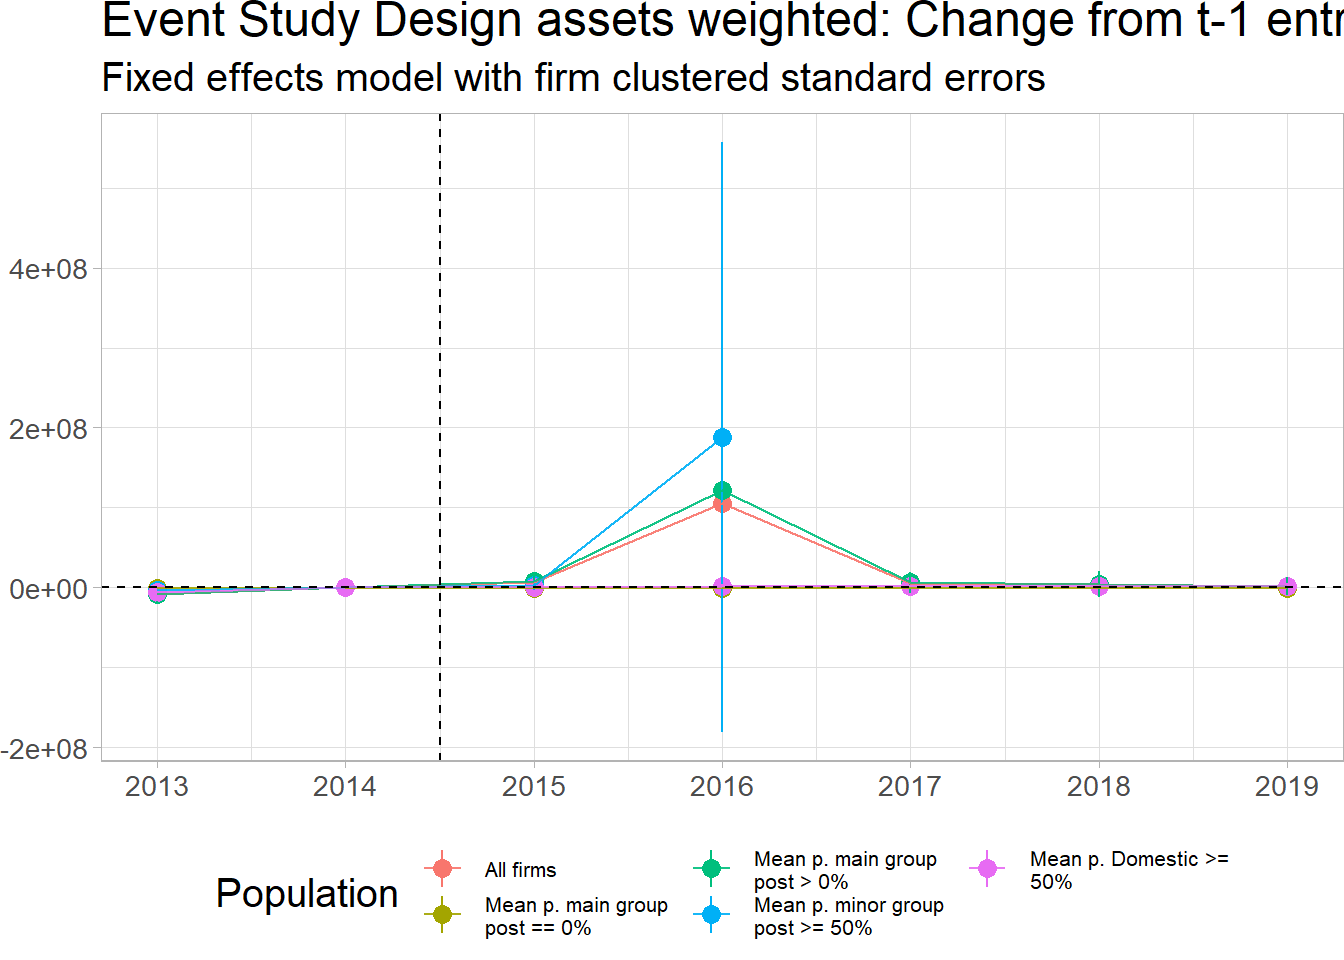 Event Study Design assets weighted: Change from t-1 entr
Fixed effects model with firm clustered standard errors
4e+08
2e+08
0e+00
-2e+08
2013 2014 2015 2016 2017 2018 2019
Population
All firms
Mean p. main group
post == 0%
Mean p. main group
post > 0%
Mean p. minor group
post >= 50%
Mean p. Domestic >=
50%